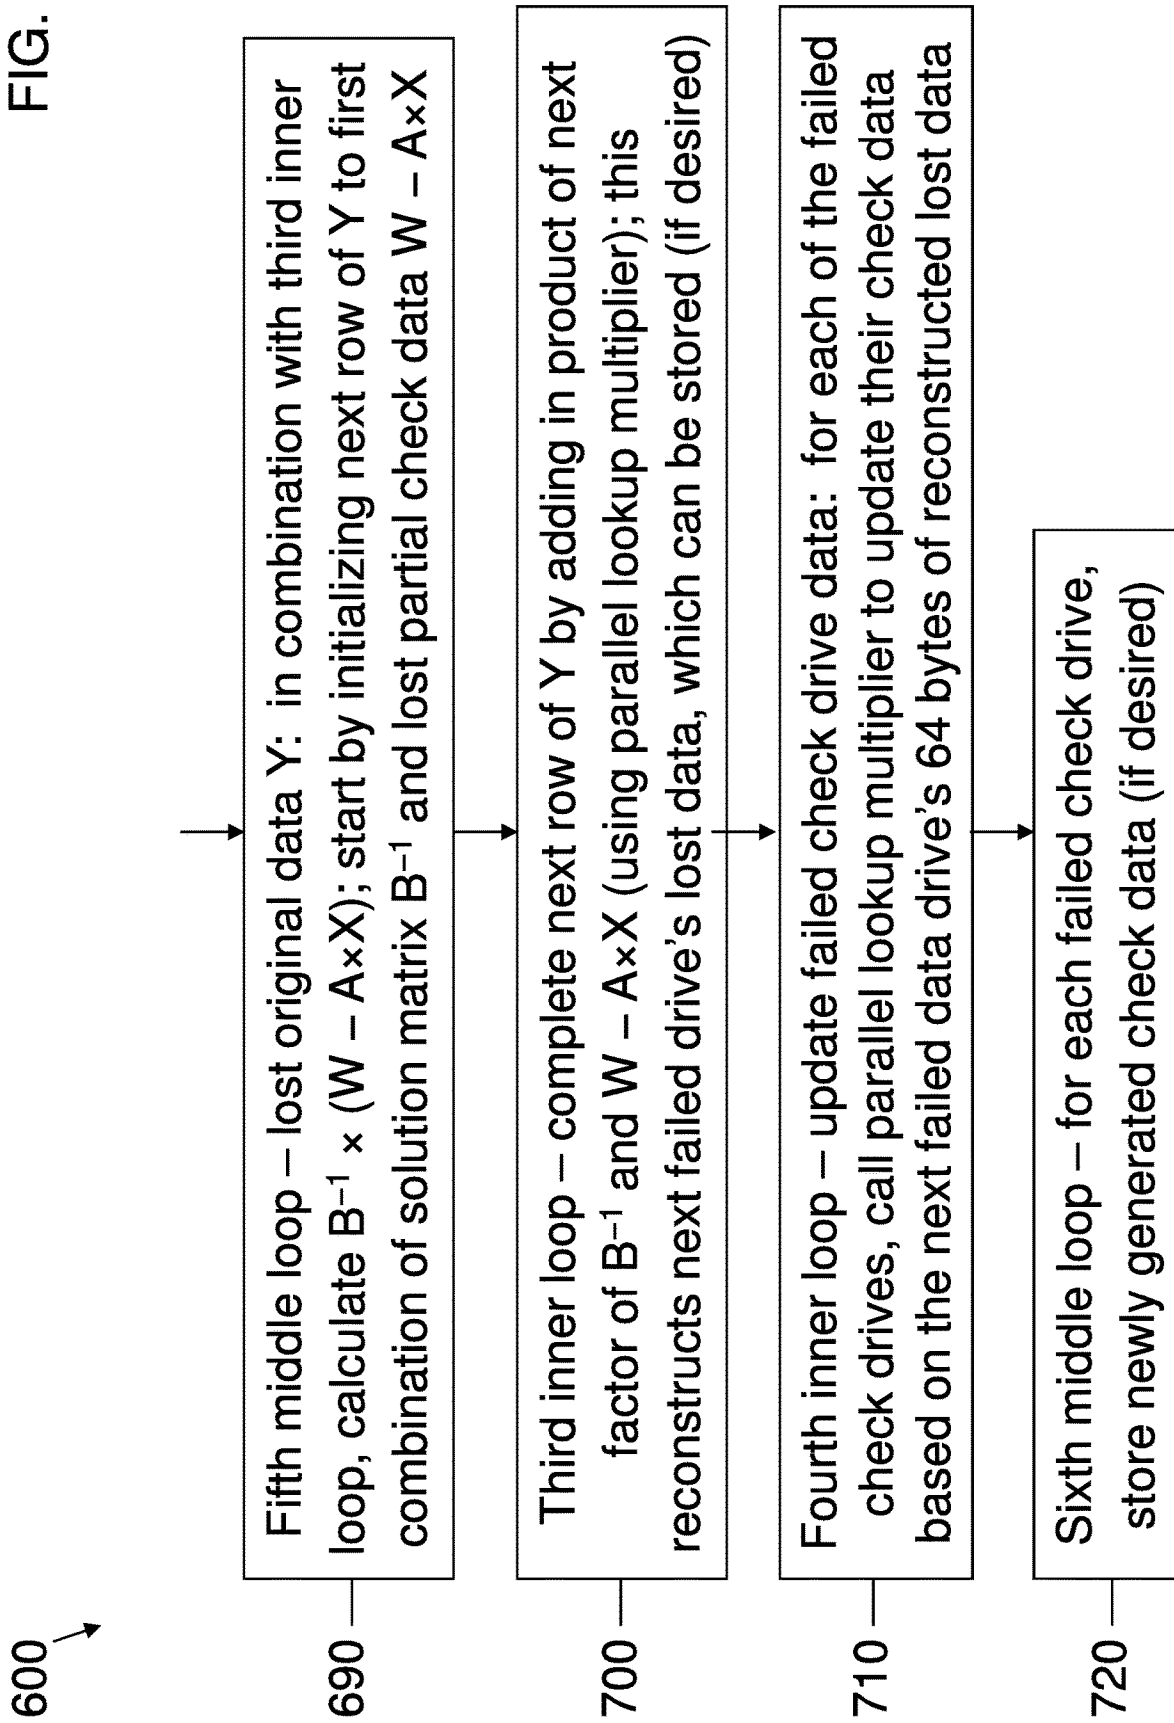 FIG.
600
690
Fifth middle loop – lost original data Y: in combination with third inner
loop, calculate B⁻¹ × (W – A×X); start by initializing next row of Y to first
combination of solution matrix B⁻¹ and lost partial check data W – A×X
700
Third inner loop – complete next row of Y by adding in product of next
factor of B⁻¹ and W – A×X (using parallel lookup multiplier); this
reconstructs next failed drive's lost data, which can be stored (if desired)
710
Fourth inner loop – update failed check drive data: for each of the failed
check drives, call parallel lookup multiplier to update their check data
based on the next failed data drive's 64 bytes of reconstructed lost data
720
Sixth middle loop – for each failed check drive,
store newly generated check data (if desired)